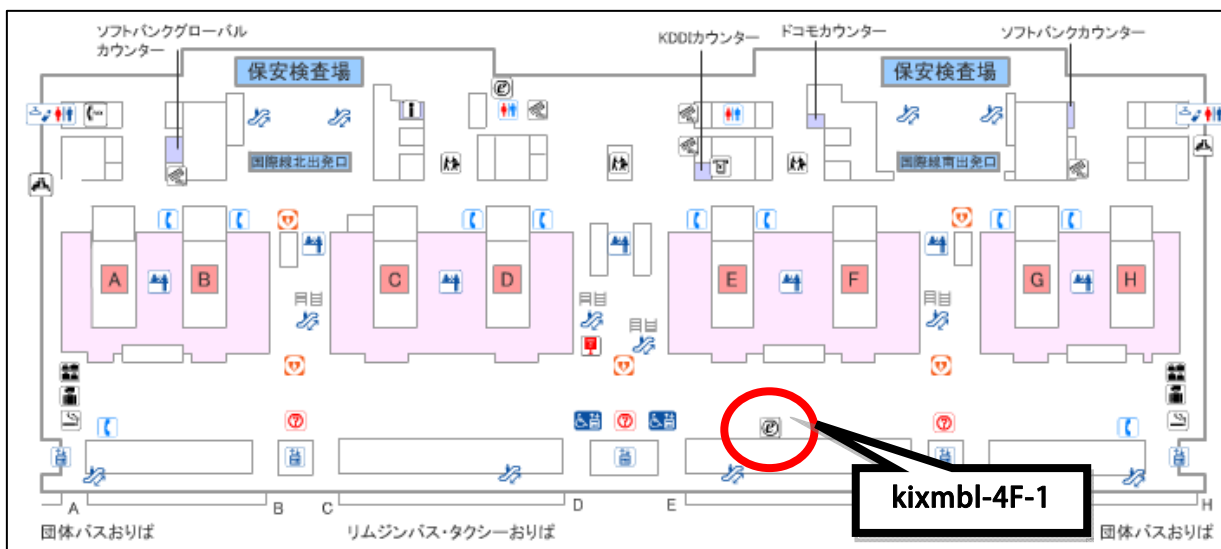 ソフトバンクグローバル
カウンター
KDDIカウンター
ドコモカウンター
ソフトバンクカウンター
保安検査場
保安検査場
国際線北出発口
国際線南出発口
A
B
C
D
E
F
G
H
A
B
C
D
E
H
kixmbl-4F-1
団体バスおりば
リムジンバス・タクシーおりば
団体バスおりば